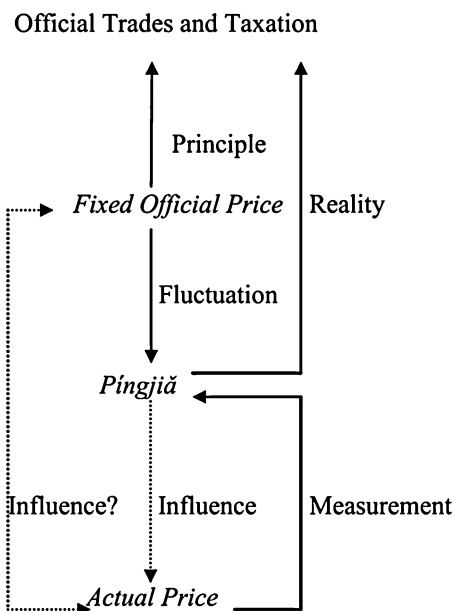 Official Trades and Taxation
Principle
Fixed Official Price
Reality
Fluctuation
Píngjiǎ
Influence?
Influence
Measurement
Actual Price